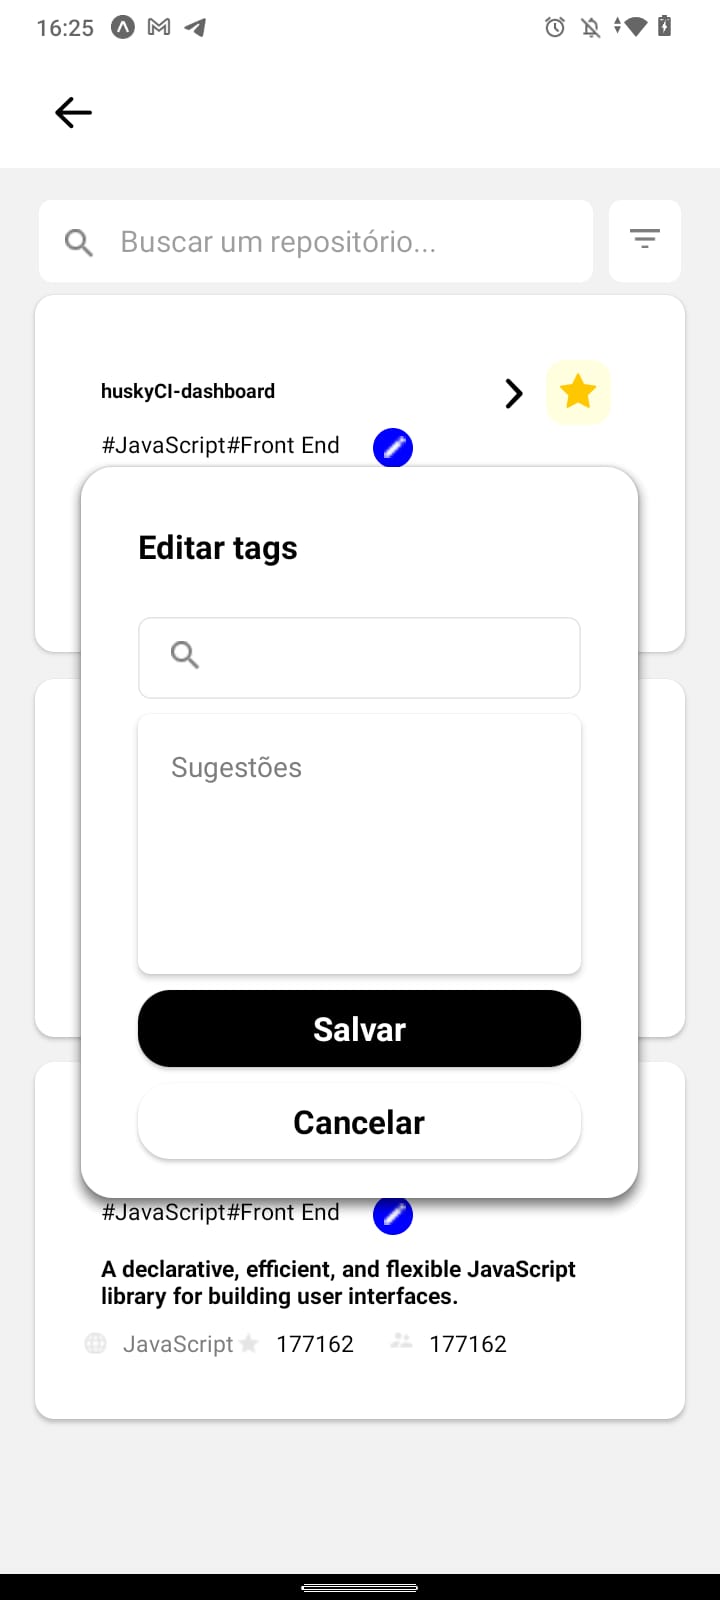 16:25
Buscar um repositório...
huskyCI-dashboard
#JavaScript#Front End
Editar tags
Sugestões
Salvar
Cancelar
#JavaScript#Front End
A declarative, efficient, and flexible JavaScript
library for building user interfaces.
JavaScript 177162 177162